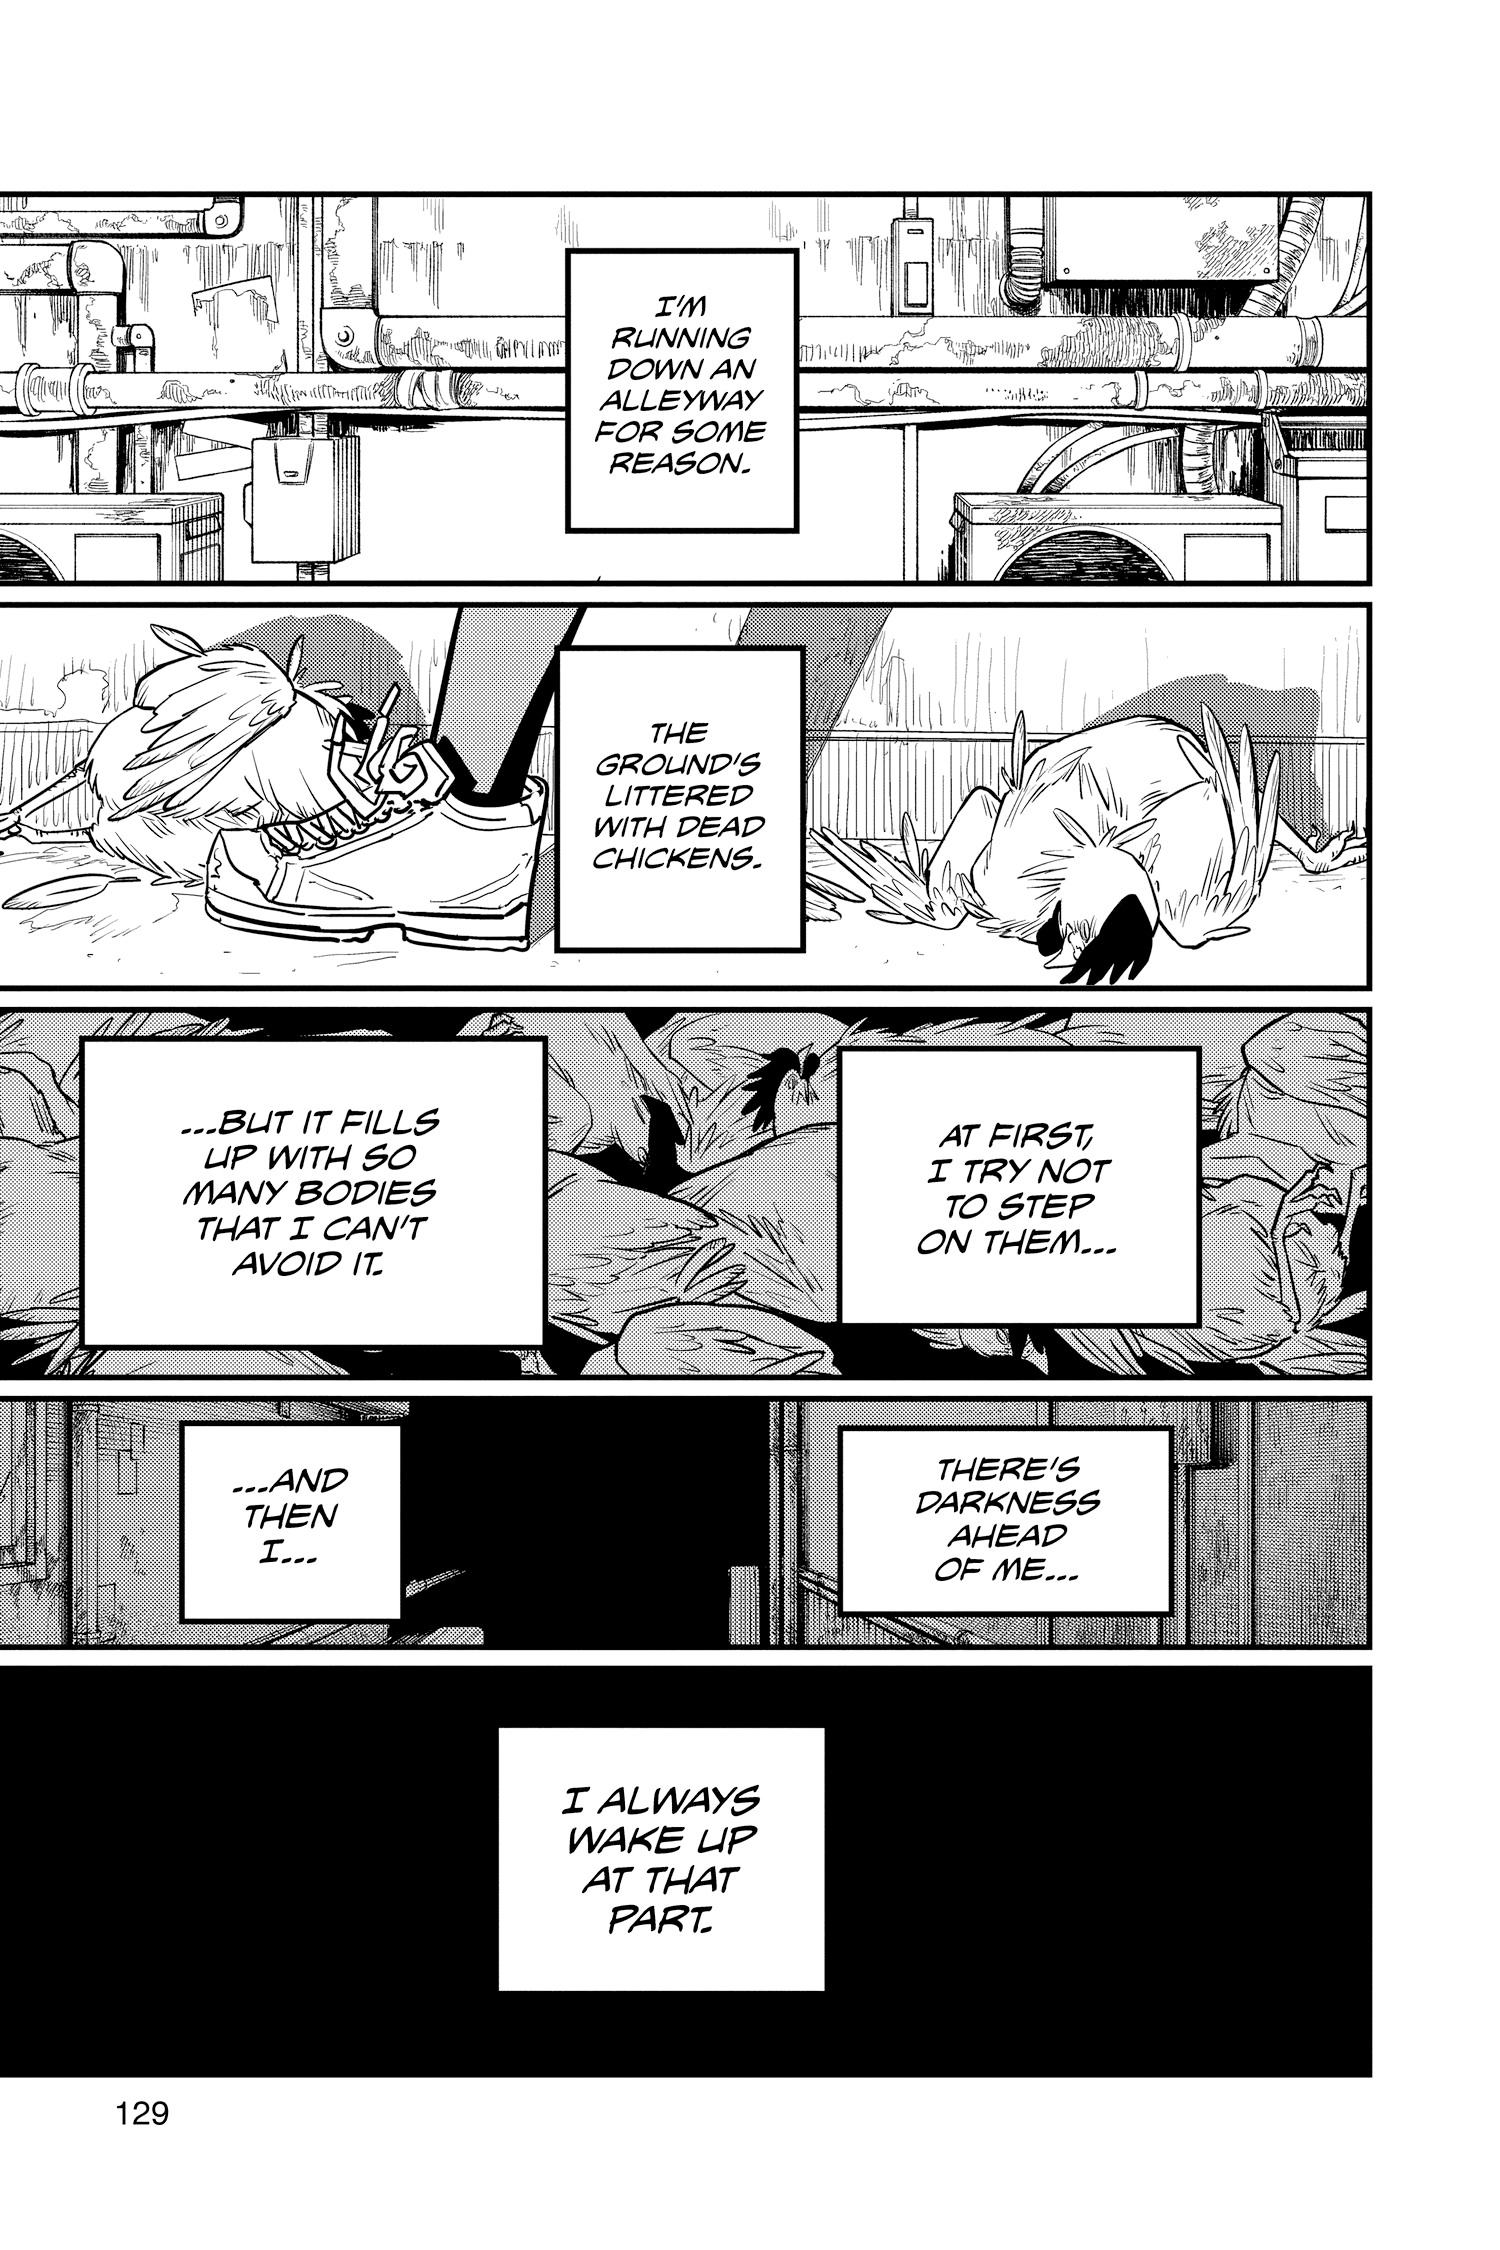 I'M
RUNNING
DOWN AN
ALLEYWAY
FOR SOME
REASON.
THE
GROUND'S
LITTERED
WITH DEAD
CHICKENS.
AT FIRST,
I TRY NOT
TO STEP
ON THEM...
...BUT IT FILLS
UP WITH SO
MANY BODIES
THAT I CAN'T
AVOID IT.
THERE'S
DARKNESS
AHEAD
OF ME...
...AND
THEN
I...
I ALWAYS
WAKE UP
AT THAT
PART.
129